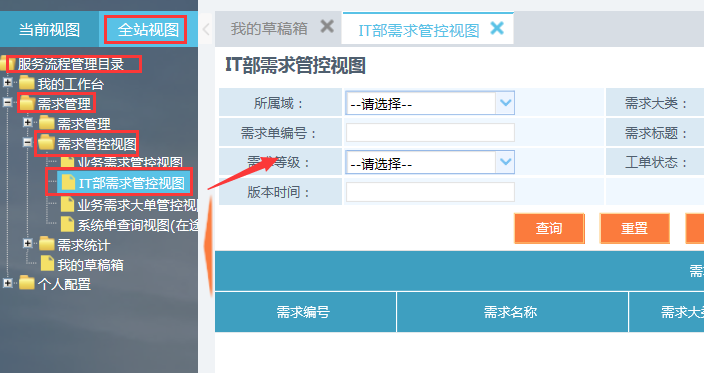 当前视图 全站视图
服务流程管理目录
我的工作台
需求管理
需求管理
需求管控视图
业务需求管控视图
IT部需求管控视图
业务需求大单管控视
系统单查询视图(在途
需求统计
我的草稿箱
个人配置
我的草稿箱 IT部需求管控视图
IT部需求管控视图
所属域： --请选择-- 需求大类：
需求单编号： 需求标题：
需求等级： --请选择-- 工单状态：
版本时间：
查询 重置
需
需求编号 需求名称 需求大类